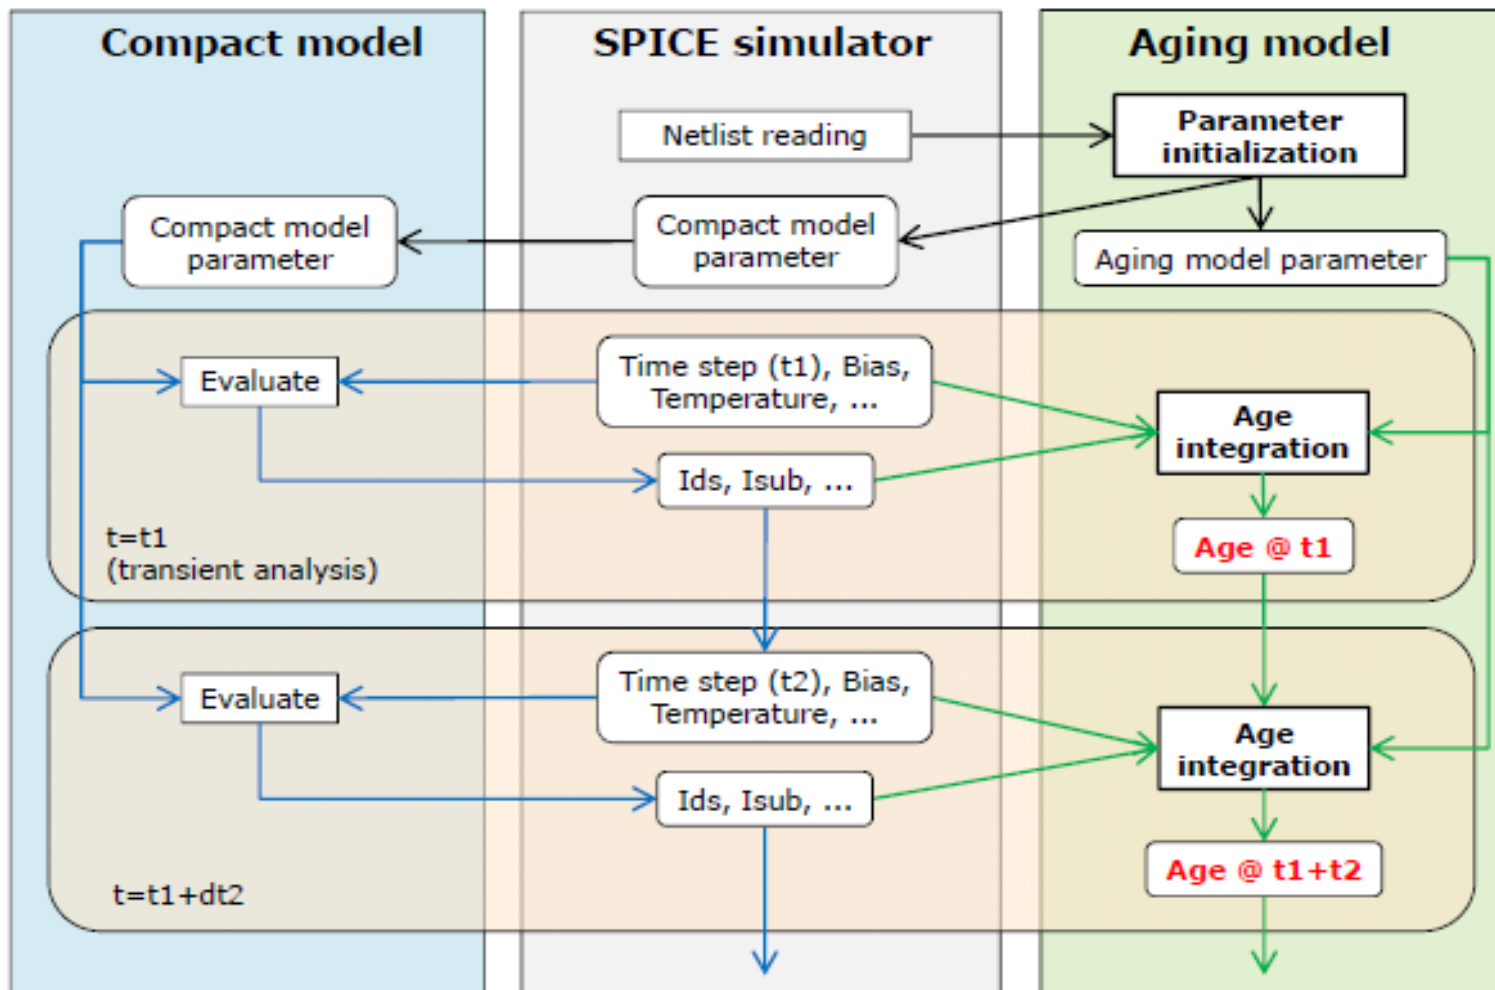 Compact model
SPICE simulator
Aging model
Netlist reading
Parameter
initialization
Compact model
parameter
Compact model
parameter
Aging model parameter
Evaluate
Time step (t1), Bias,
Temperature, ...
Age
integration
Ids, Isub, ...
t=t1
(transient analysis)
Age @ t1
Evaluate
Time step (t2), Bias,
Temperature, ...
Age
integration
Ids, Isub, ...
t=t1+dt2
Age @ t1+t2